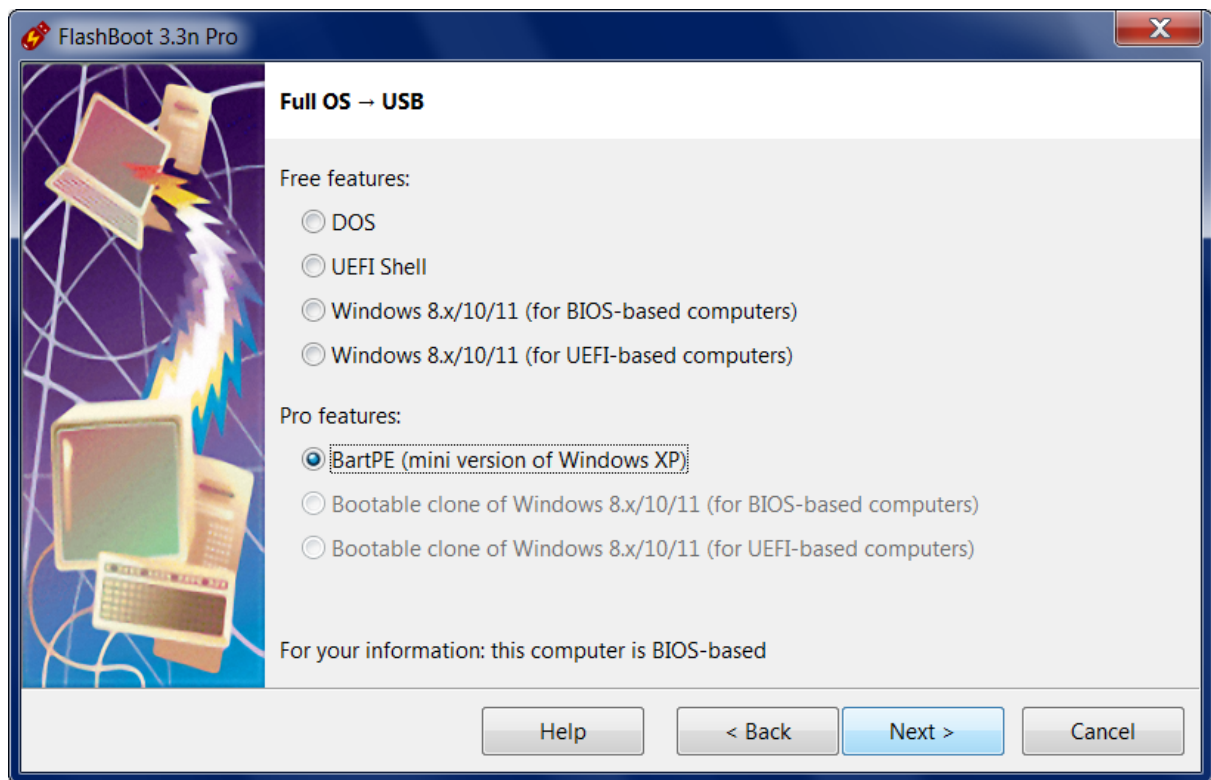 FlashBoot 3.3n Pro
Full OS → USB
Free features:
DOS
UEFI Shell
Windows 8.x/10/11 (for BIOS-based computers)
Windows 8.x/10/11 (for UEFI-based computers)
Pro features:
BartPE (mini version of Windows XP)
Bootable clone of Windows 8.x/10/11 (for BIOS-based computers)
Bootable clone of Windows 8.x/10/11 (for UEFI-based computers)
For your information: this computer is BIOS-based
Help
< Back
Next >
Cancel